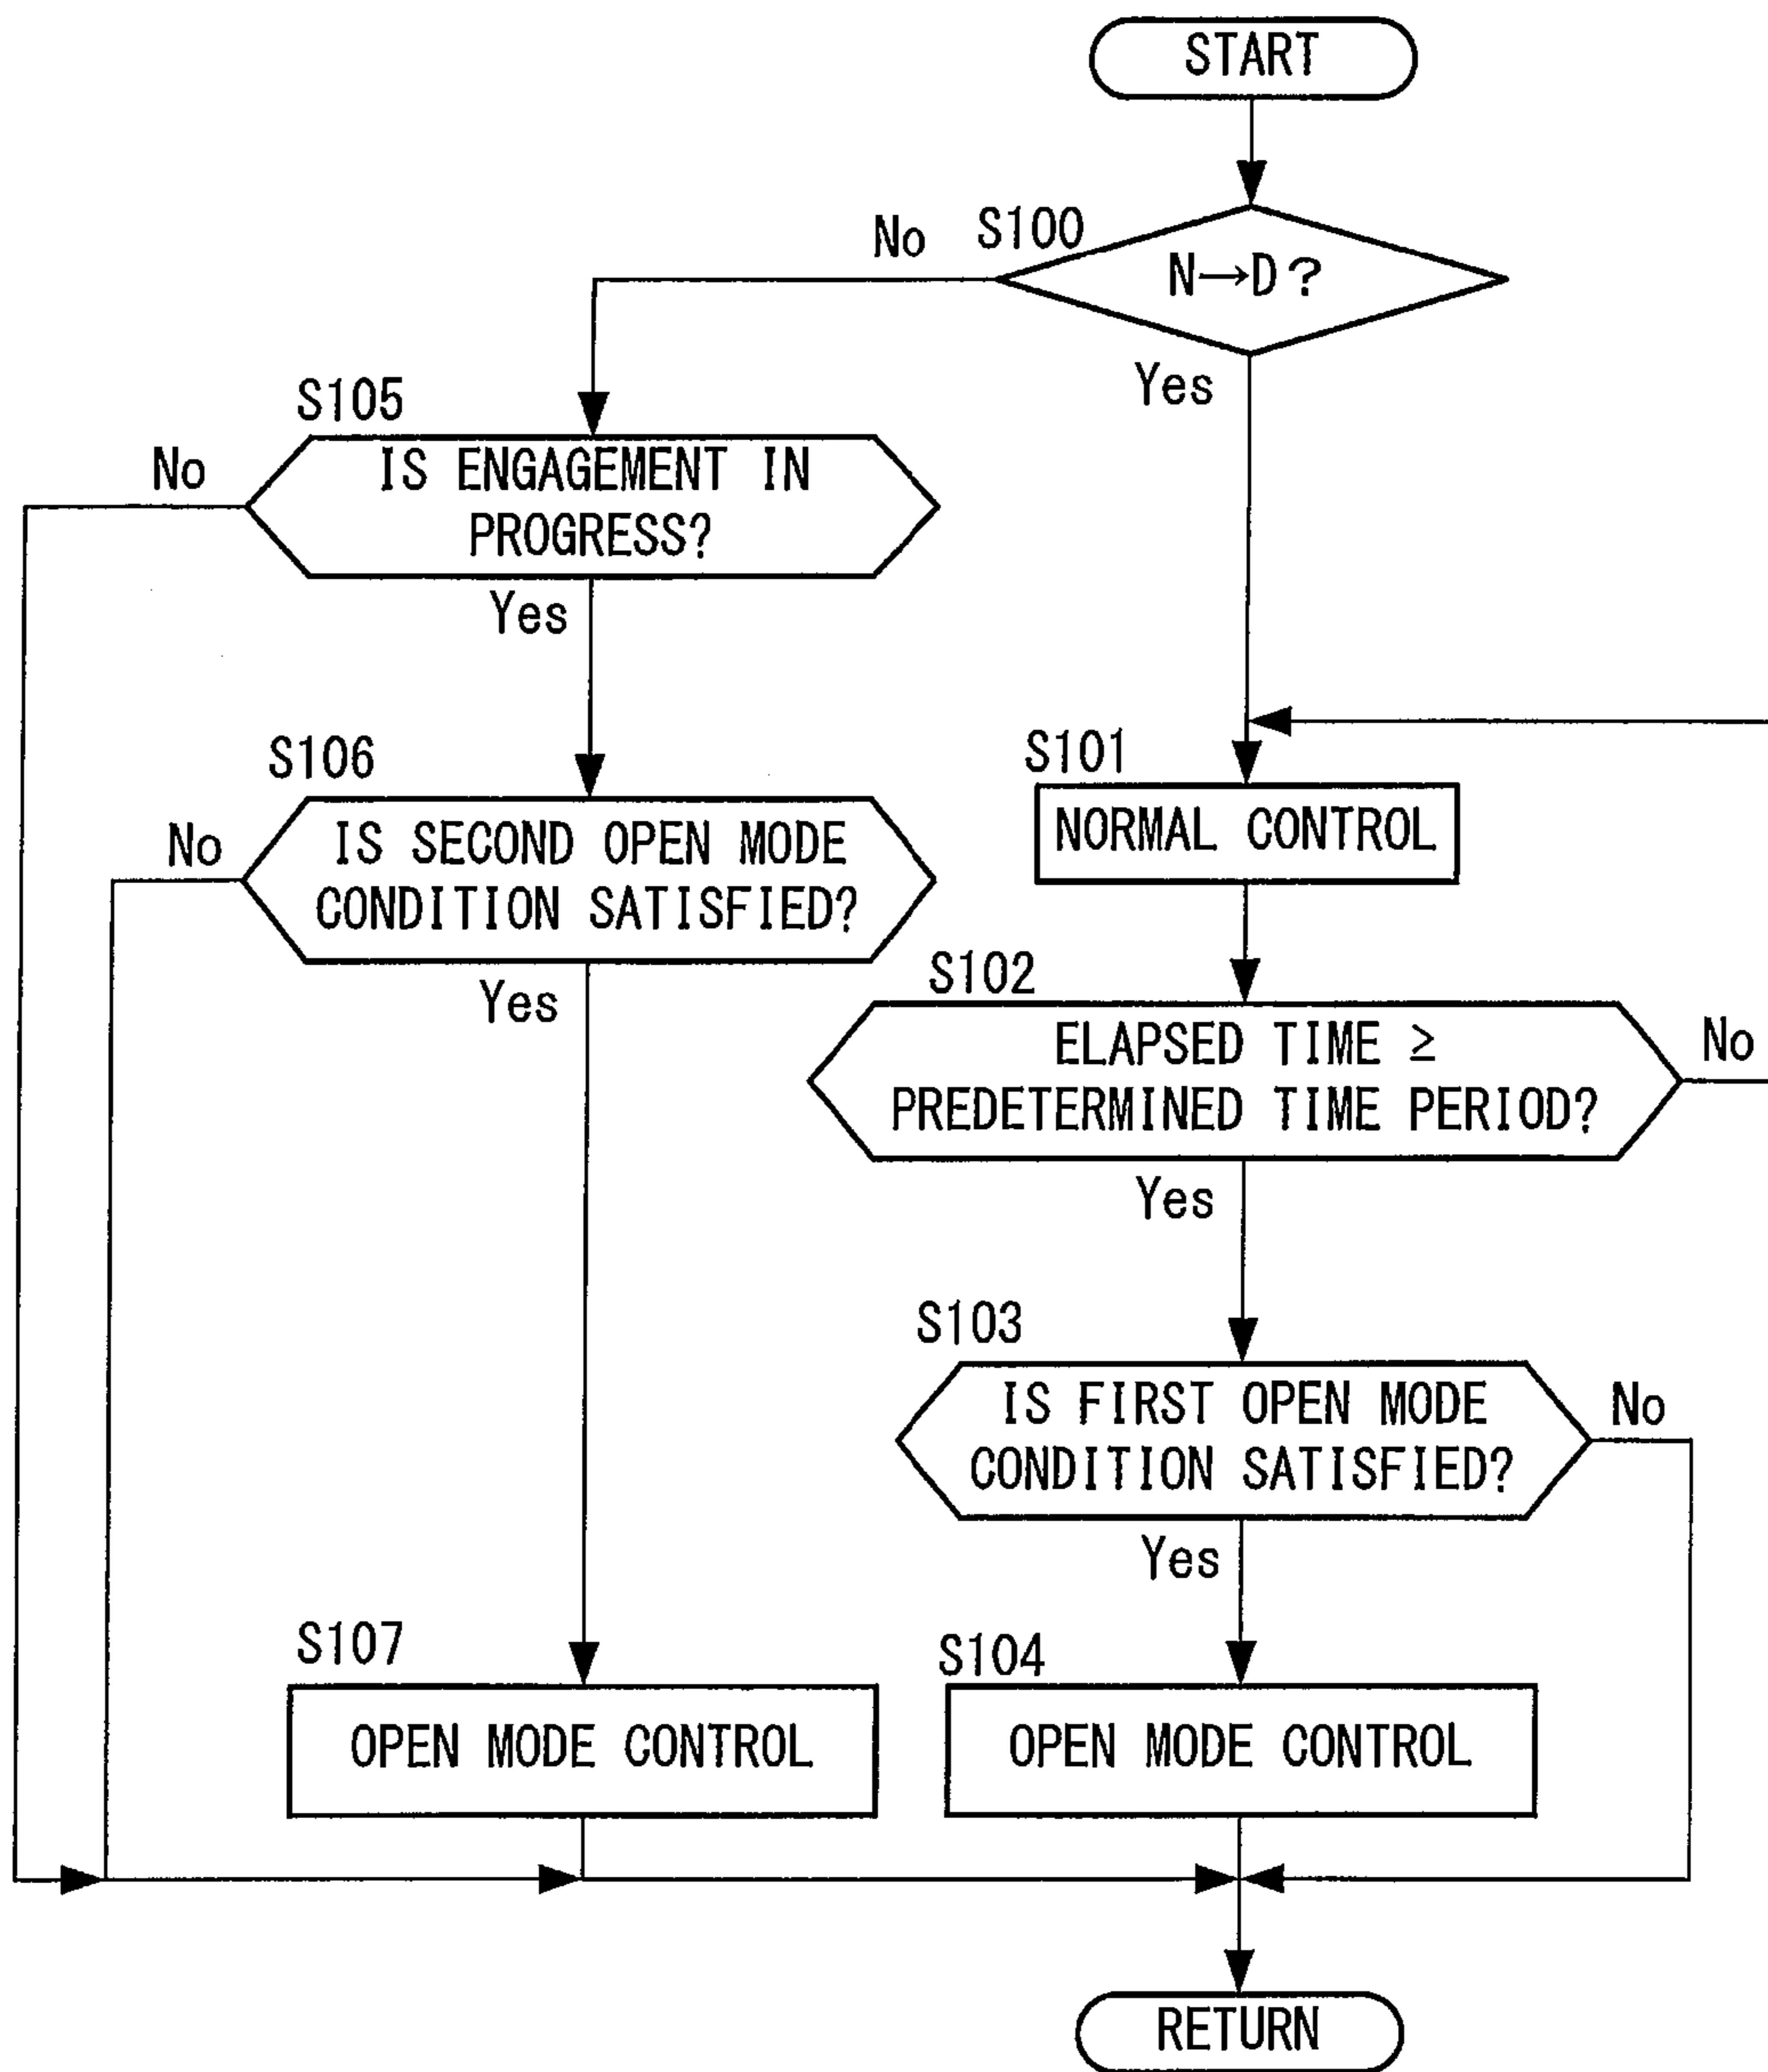 START
S100
No
N→D?
Yes
S105
No
IS ENGAGEMENT IN
PROGRESS?
Yes
S106
No
IS SECOND OPEN MODE
CONDITION SATISFIED?
Yes
S101
NORMAL CONTROL
S102
ELAPSED TIME ≥
PREDETERMINED TIME PERIOD?
No
Yes
S103
IS FIRST OPEN MODE
CONDITION SATISFIED?
No
Yes
S107
OPEN MODE CONTROL
S104
OPEN MODE CONTROL
RETURN